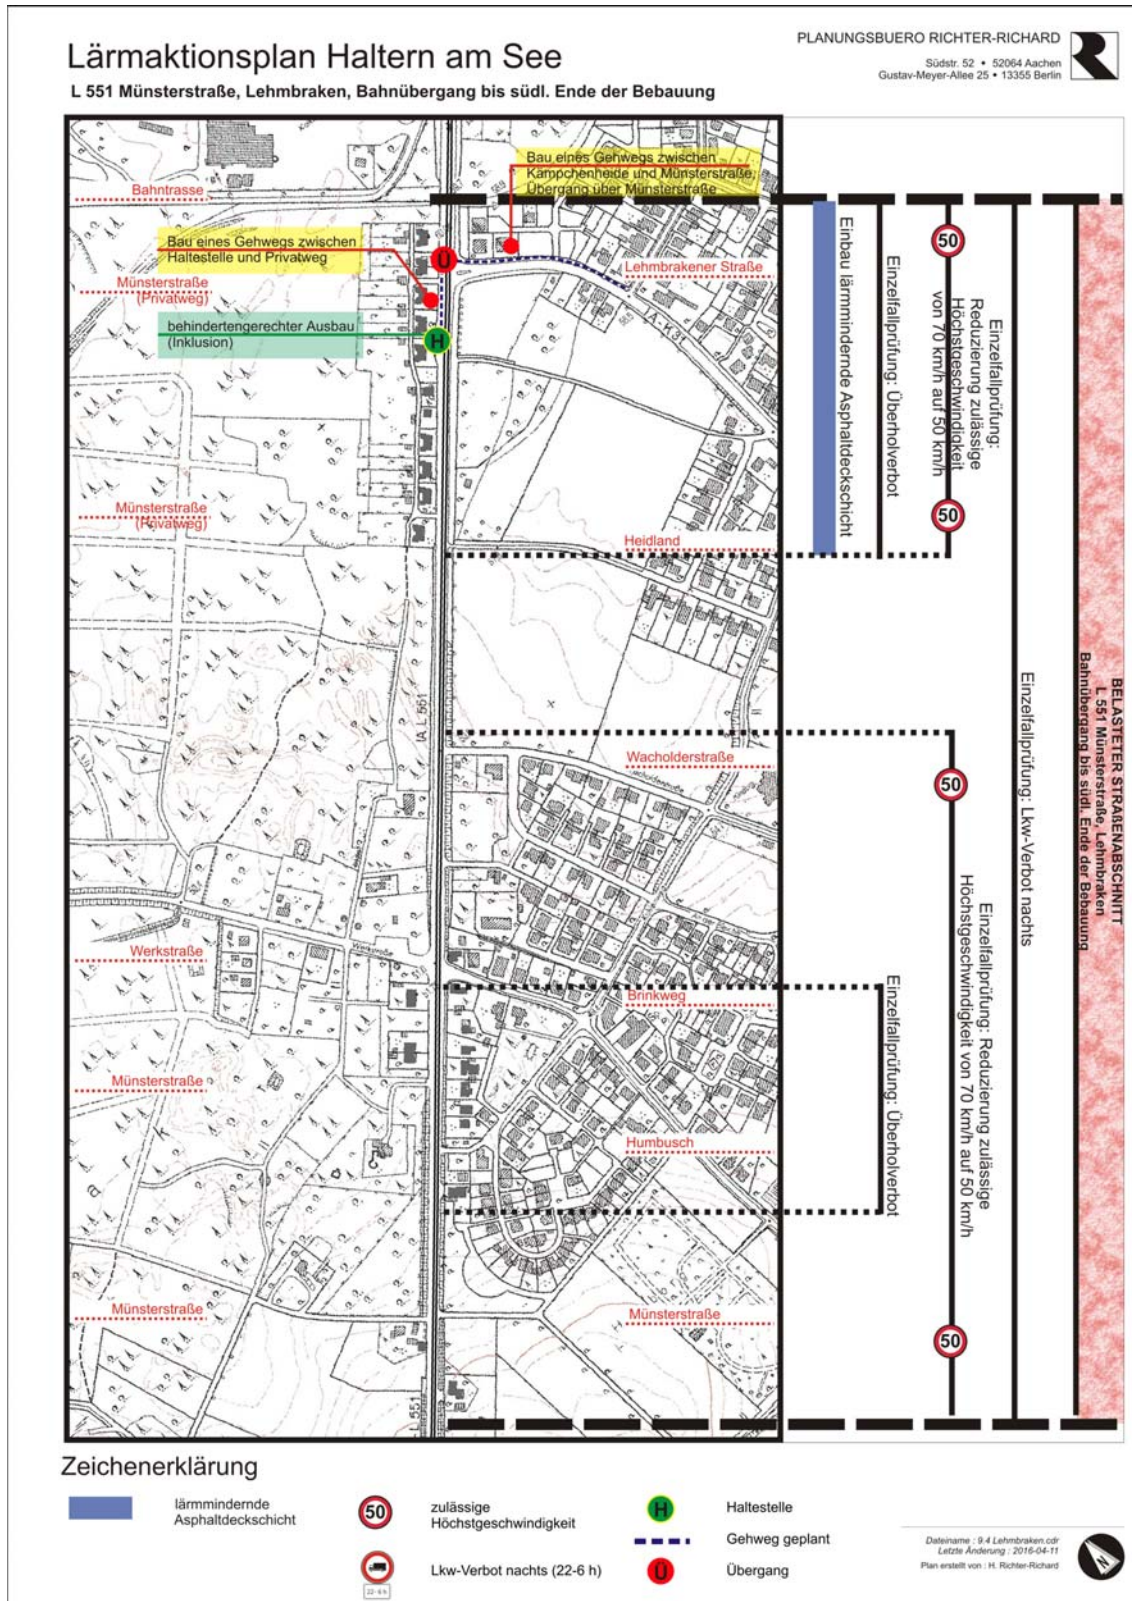 Lärmaktionsplan Haltern am See
L 551 Münsterstraße, Lehmbraken, Bahnübergang bis südl. Ende der Bebauung
PLANUNGSBUERO RICHTER-RICHARD
Südstr. 52 • 52064 Aachen
Gustav-Meyer-Allee 25 • 13355 Berlin
Bau eines Gehwegs zwischen
Kämpchenheide und Münsterstraße,
Übergang über Münsterstraße
Bahntrasse
Bau eines Gehwegs zwischen
Haltestelle und Privatweg
Ü
Lehmbrakener Straße
Münsterstraße
(Privatweg)
behindertengerechter Ausbau
(Inklusion)
H
Münsterstraße
(Privatweg)
Heidland
(A. L 551)
Wacholderstraße
Werkstraße
Werkstraße
Brinkweg
Münsterstraße
Humbusch
Münsterstraße
Münsterstraße
L 551
Einbau lärmmindernde Asphaltdeckschicht
Einzelfallprüfung: Überholverbot
50
Einzelfallprüfung:
Reduzierung zulässige
Höchstgeschwindigkeit
von 70 km/h auf 50 km/h
50
Einzelfallprüfung: Lkw-Verbot nachts
50
Einzelfallprüfung: Reduzierung zulässige
Höchstgeschwindigkeit von 70 km/h auf 50 km/h
Einzelfallprüfung: Überholverbot
50
BELASTETER STRAßENABSCHNITT
L 551 Münsterstraße, Lehmbraken
Bahnübergang bis südl. Ende der Bebauung
Zeichenerklärung
lärmmindernde
Asphaltdeckschicht
50
zulässige
Höchstgeschwindigkeit
22-6 h
Lkw-Verbot nachts (22-6 h)
H
Haltestelle
Gehweg geplant
Ü
Übergang
Dateiname : 9.4 Lehmbraken.cdr
Letzte Änderung : 2016-04-11
Plan erstellt von : H. Richter-Richard
N